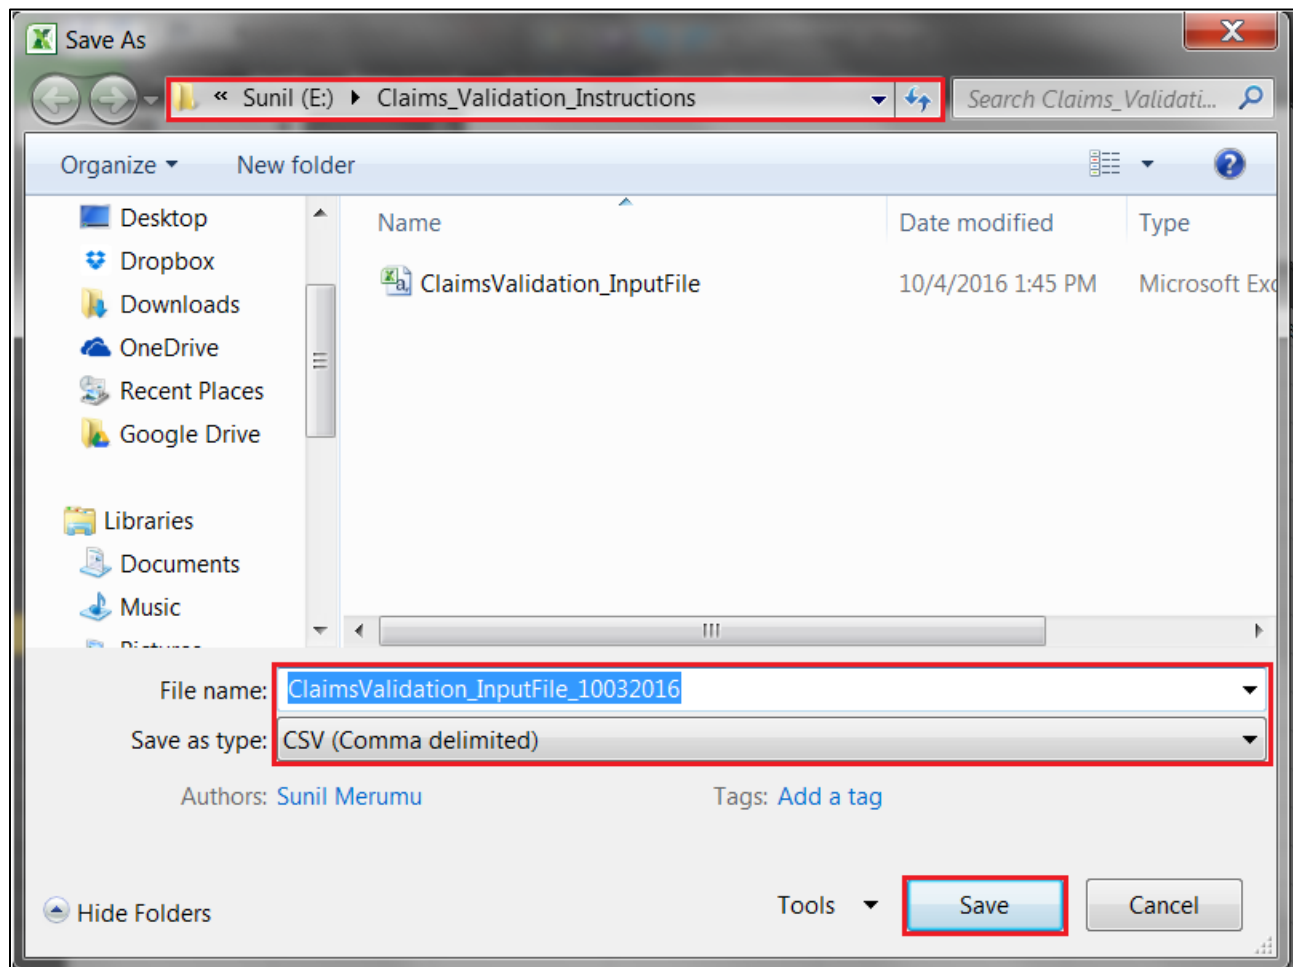 Save As
« Sunil (E:) Claims_Validation_Instructions Search Claims_Validati...
Organize New folder
Name Date modified Type
Desktop
Dropbox
ClaimsValidation_InputFile 10/4/2016 1:45 PM Microsoft Exc
Downloads
OneDrive
Recent Places
Google Drive
Libraries
Documents
Music
File name: ClaimsValidation_InputFile_10032016
Save as type: CSV (Comma delimited)
Authors: Sunil Merumu Tags: Add a tag
Hide Folders Tools Save Cancel